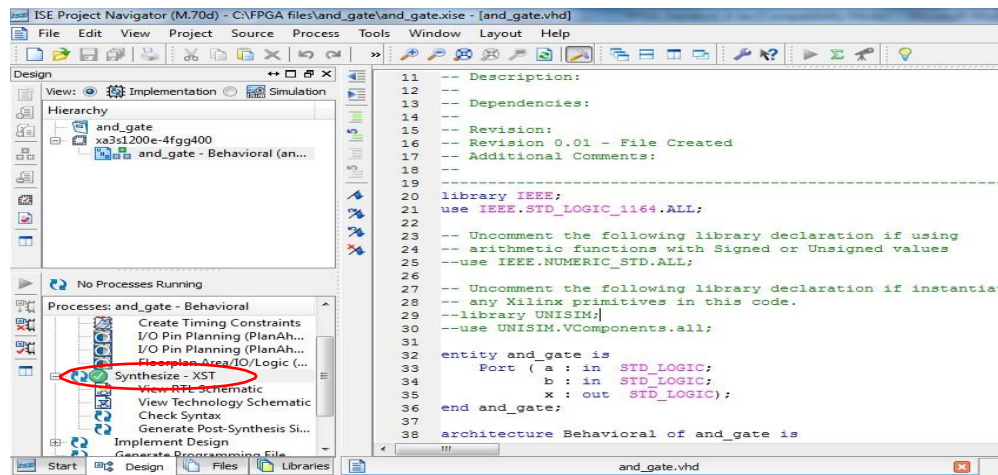 ISE Project Navigator (M.70d) - C:\FPGA files\and_gate\and_gate.xise - [and_gate.vhd]
File Edit View Project Source Process Tools Window Layout Help
Design
View: Implementation Simulation
Hierarchy
and_gate
xa3s1200e-4fgg400
and_gate - Behavioral (an...
No Processes Running
Processes: and_gate - Behavioral
Create Timing Constraints
I/O Pin Planning (PlanAh...
I/O Pin Planning (PlanAh...
Floorplan Area/IO/Logic (...
Synthesize - XST
View RTL Schematic
View Technology Schematic
Check Syntax
Generate Post-Synthesis Si...
Implement Design
Generate Programming File
Start Design Files Libraries
11 -- Description:
12 --
13 -- Dependencies:
14 --
15 -- Revision:
16 -- Revision 0.01 - File Created
17 -- Additional Comments:
18 --
19 ----------------------------------------------------------------------------------
20 library IEEE;
21 use IEEE.STD_LOGIC_1164.ALL;
22
23 -- Uncomment the following library declaration if using
24 -- arithmetic functions with Signed or Unsigned values
25 --use IEEE.NUMERIC_STD.ALL;
26
27 -- Uncomment the following library declaration if instantia
28 -- any Xilinx primitives in this code.
29 --library UNISIM;
30 --use UNISIM.VComponents.all;
31
32 entity and_gate is
33 Port ( a : in STD_LOGIC;
34 b : in STD_LOGIC;
35 x : out STD_LOGIC);
36 end and_gate;
37
38 architecture Behavioral of and_gate is
and_gate.vhd